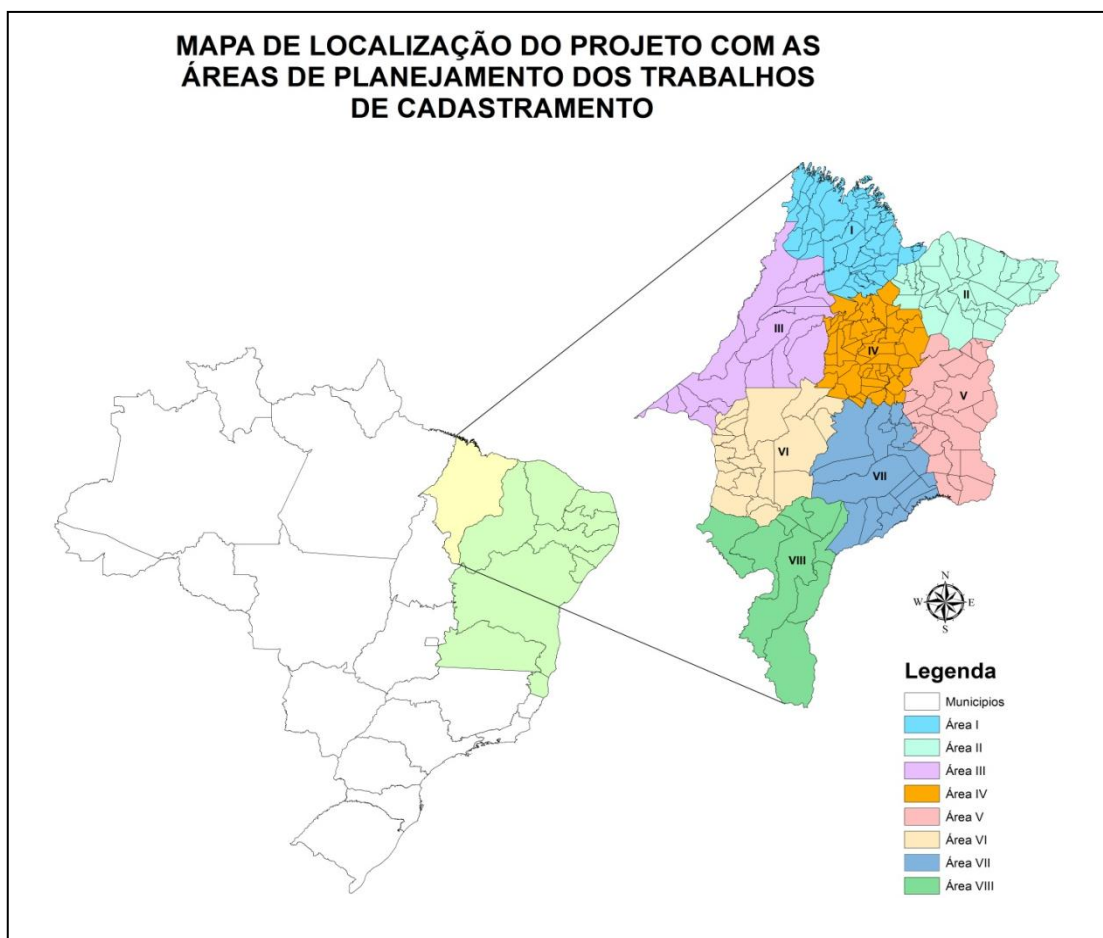 MAPA DE LOCALIZAÇÃO DO PROJETO COM AS
ÁREAS DE PLANEJAMENTO DOS TRABALHOS
DE CADASTRAMENTO
I
II
III
IV
V
VI
VII
VIII
N
W E
S
Legenda
Municípios
Área I
Área II
Área III
Área IV
Área V
Área VI
Área VII
Área VIII